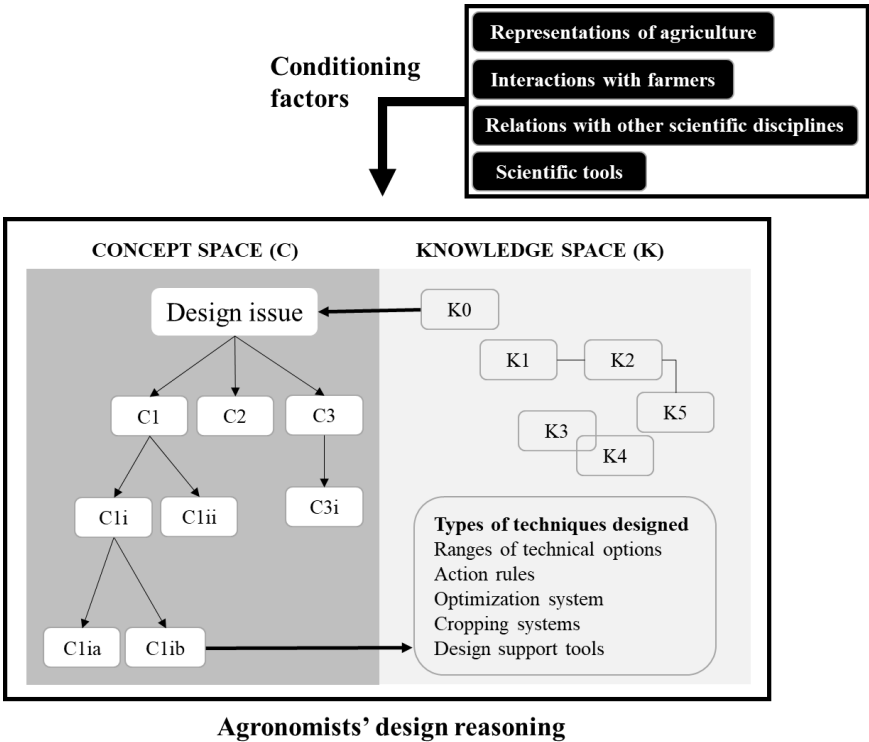 Representations of agriculture
Conditioning
factors
Interactions with farmers
Relations with other scientific disciplines
Scientific tools
CONCEPT SPACE (C)
KNOWLEDGE SPACE (K)
Design issue
K0
K1
K2
C1
C2
C3
K5
K3
K4
C1i
C1ii
C3i
Types of techniques designed
Ranges of technical options
Action rules
Optimization system
Cropping systems
Design support tools
C1ia
C1ib
Agronomists’ design reasoning